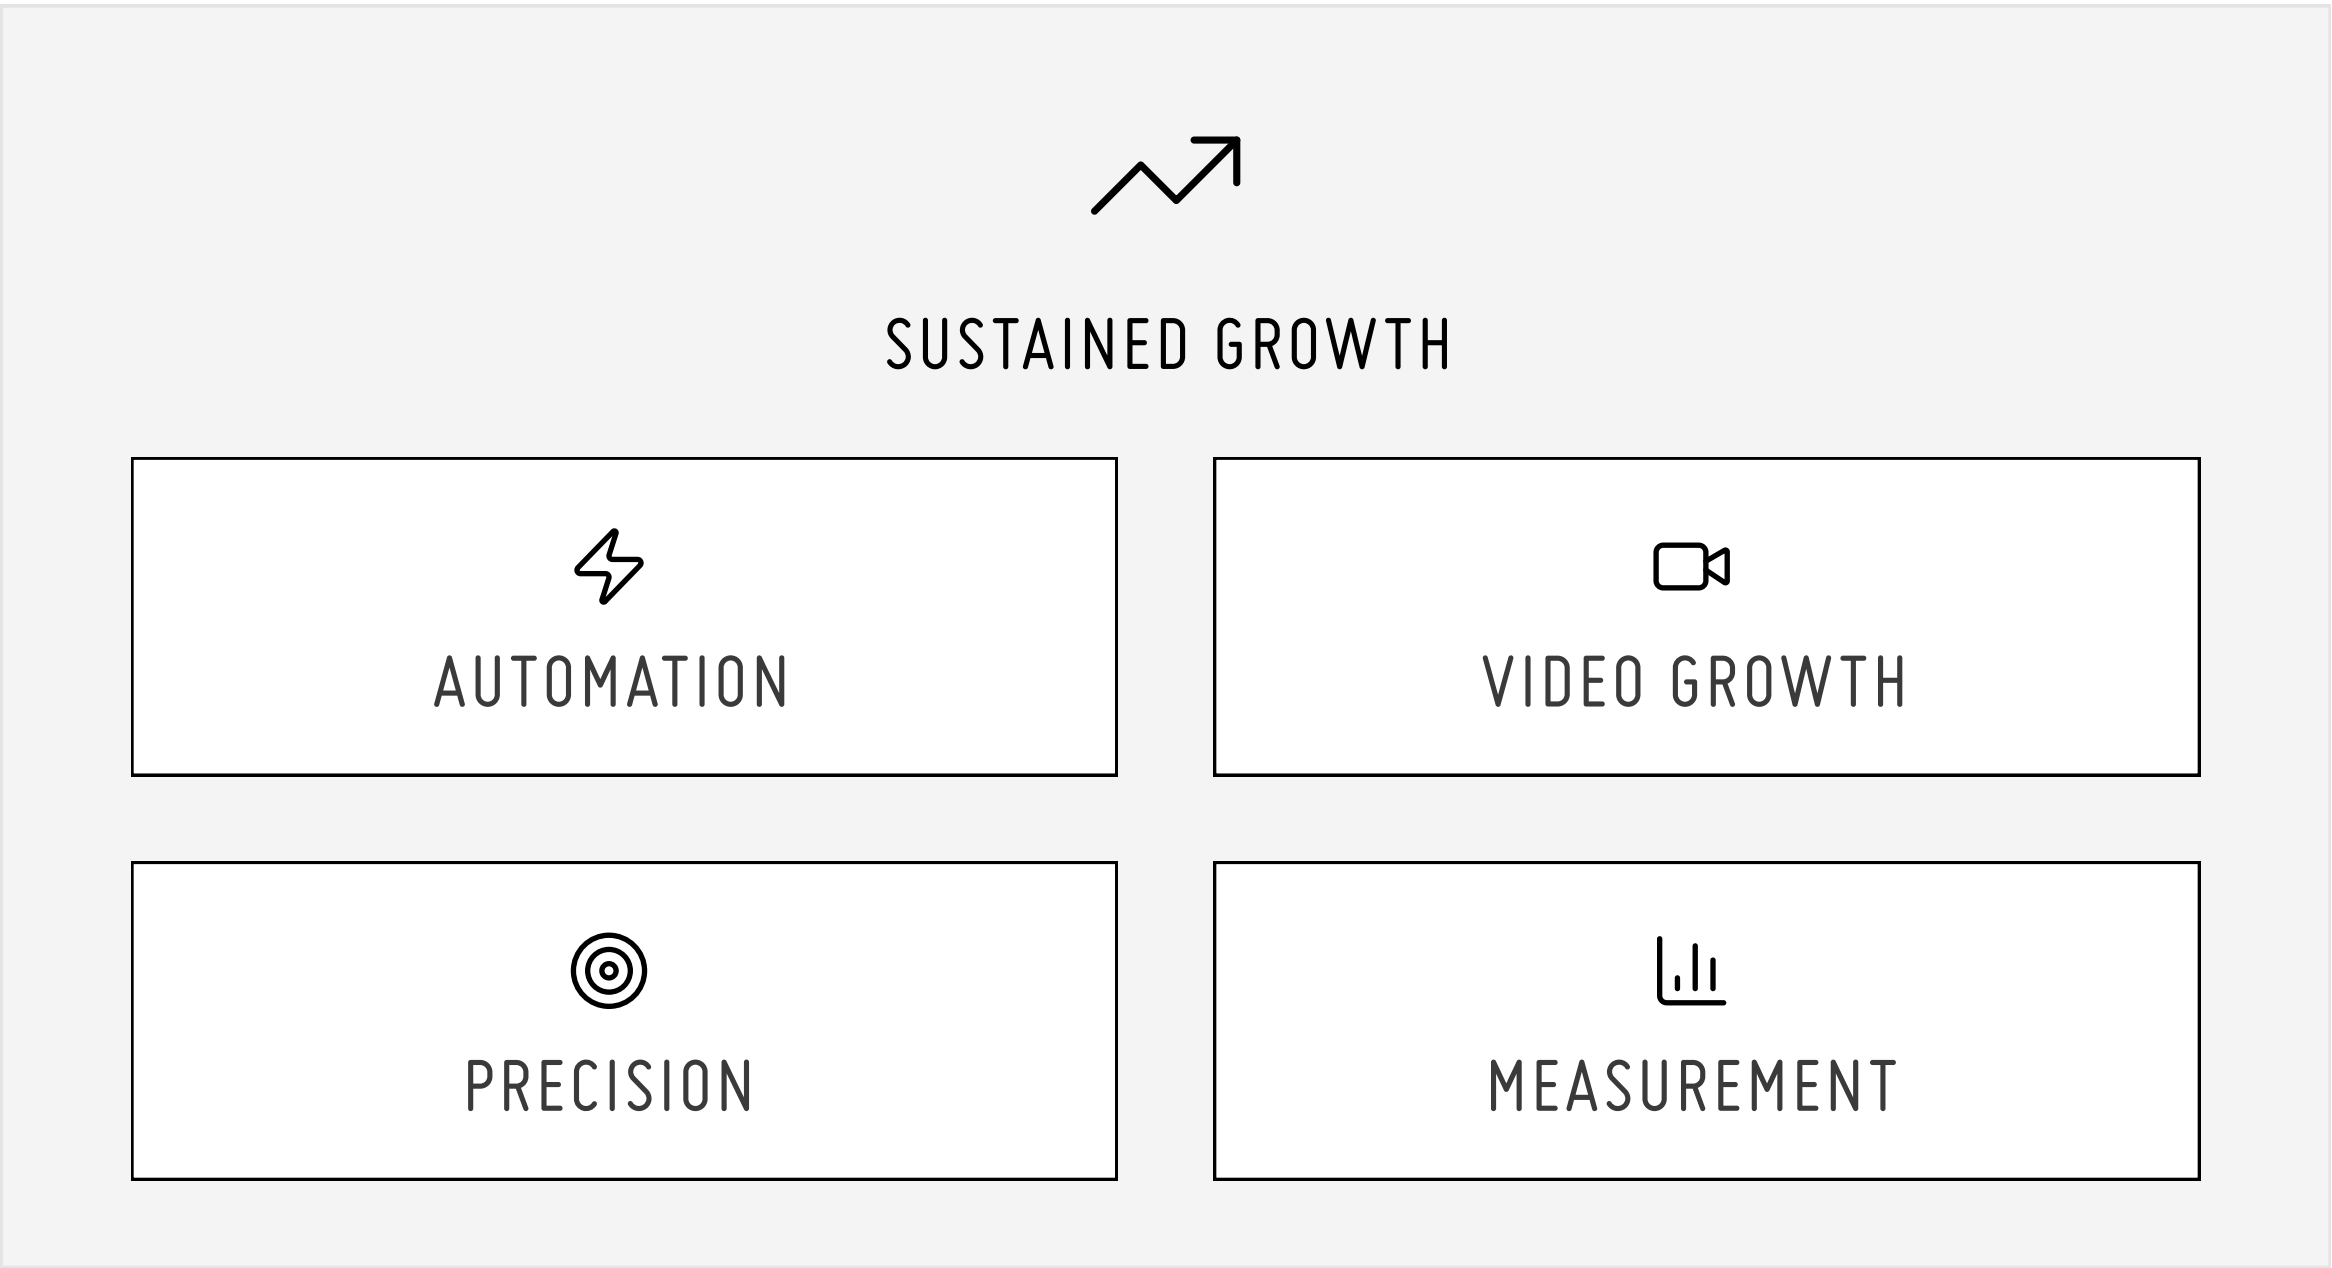 SUSTAINED GROWTH
AUTOMATION
VIDEO GROWTH
PRECISION
MEASUREMENT